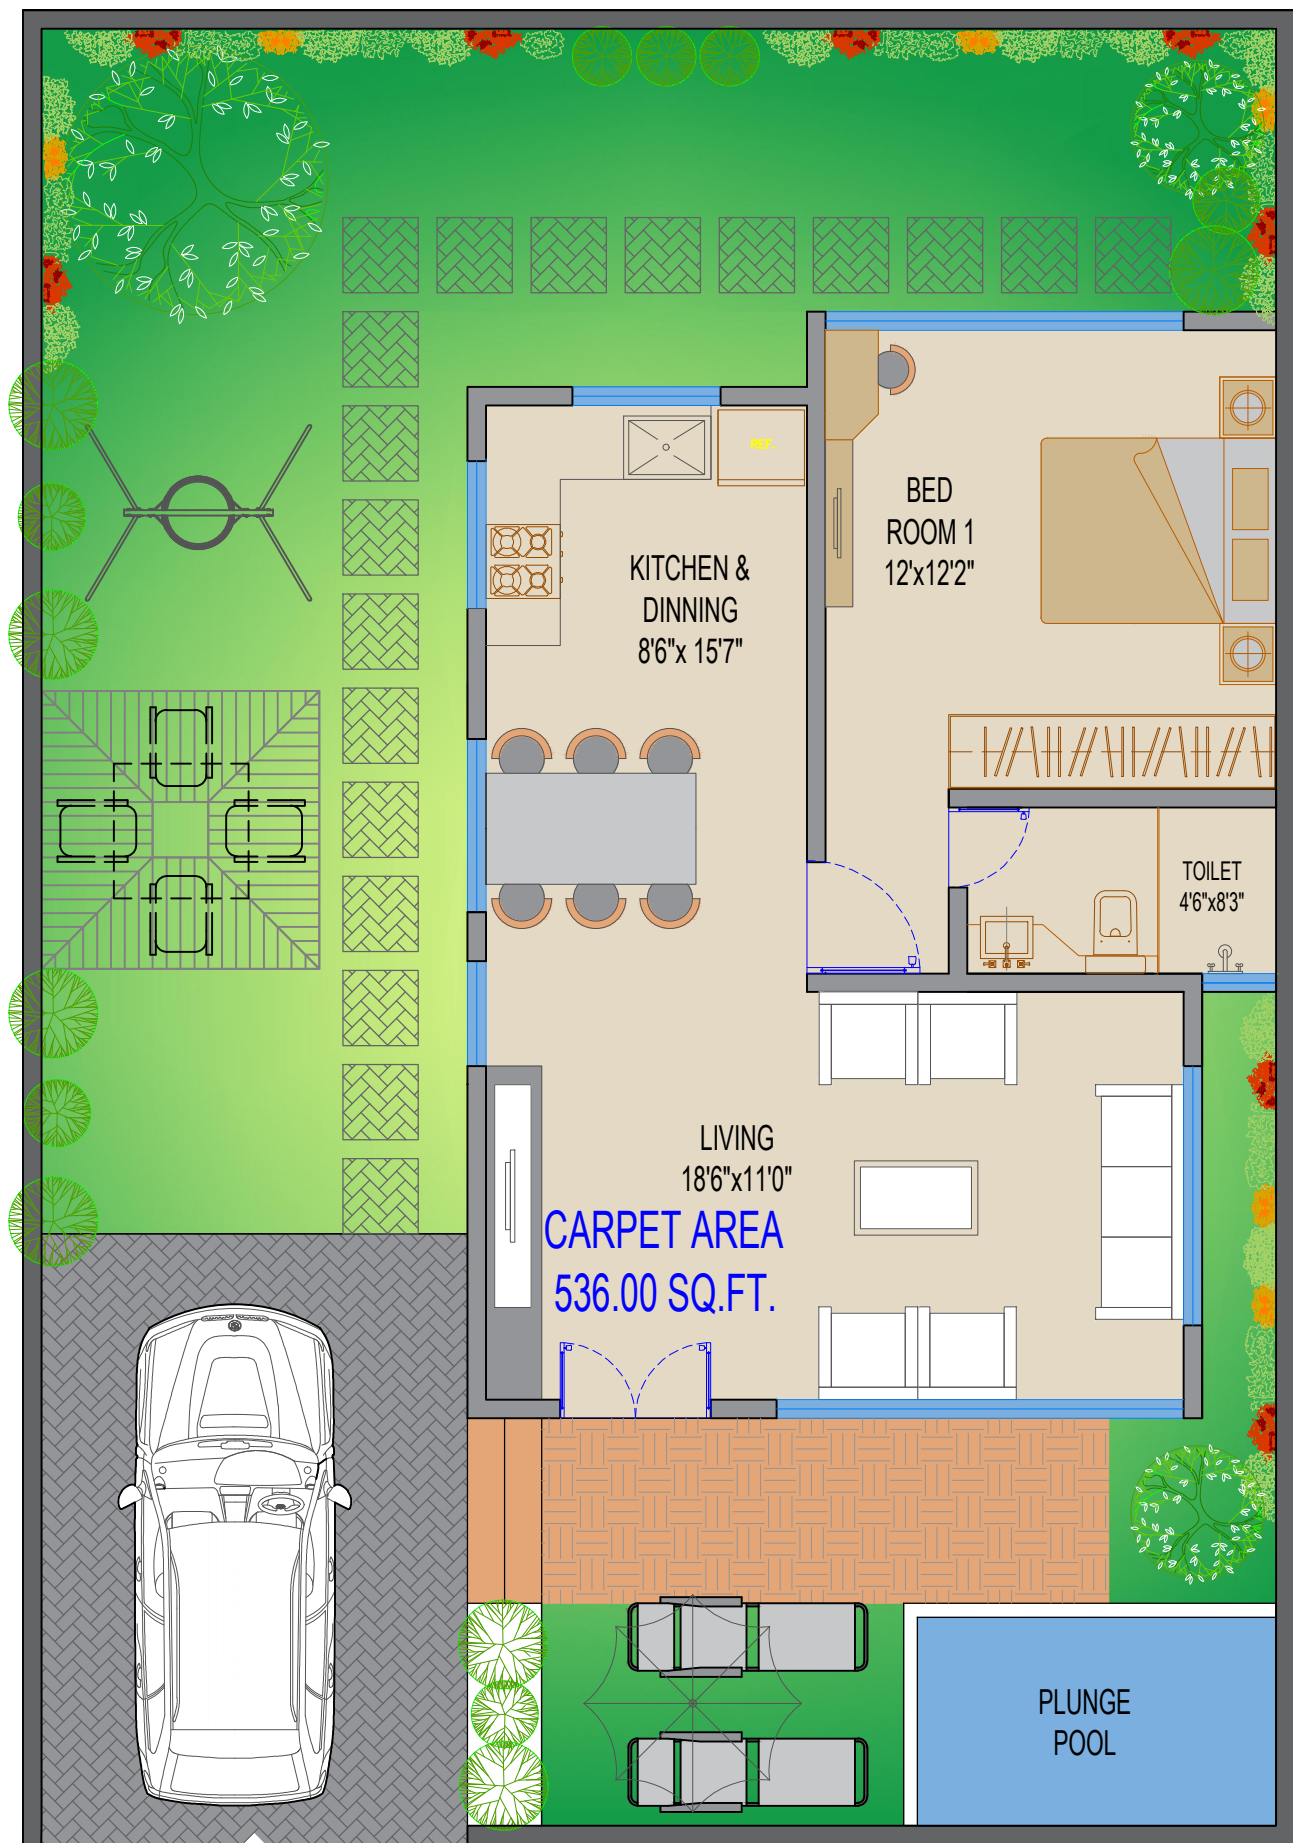 REF.
BED
ROOM 1
12'x12'2"
KITCHEN &
DINNING
8'6"x 15'7"
TOILET
4'6"x8'3"
LIVING
18'6"x11'0"
CARPET AREA
536.00 SQ.FT.
PLUNGE
POOL